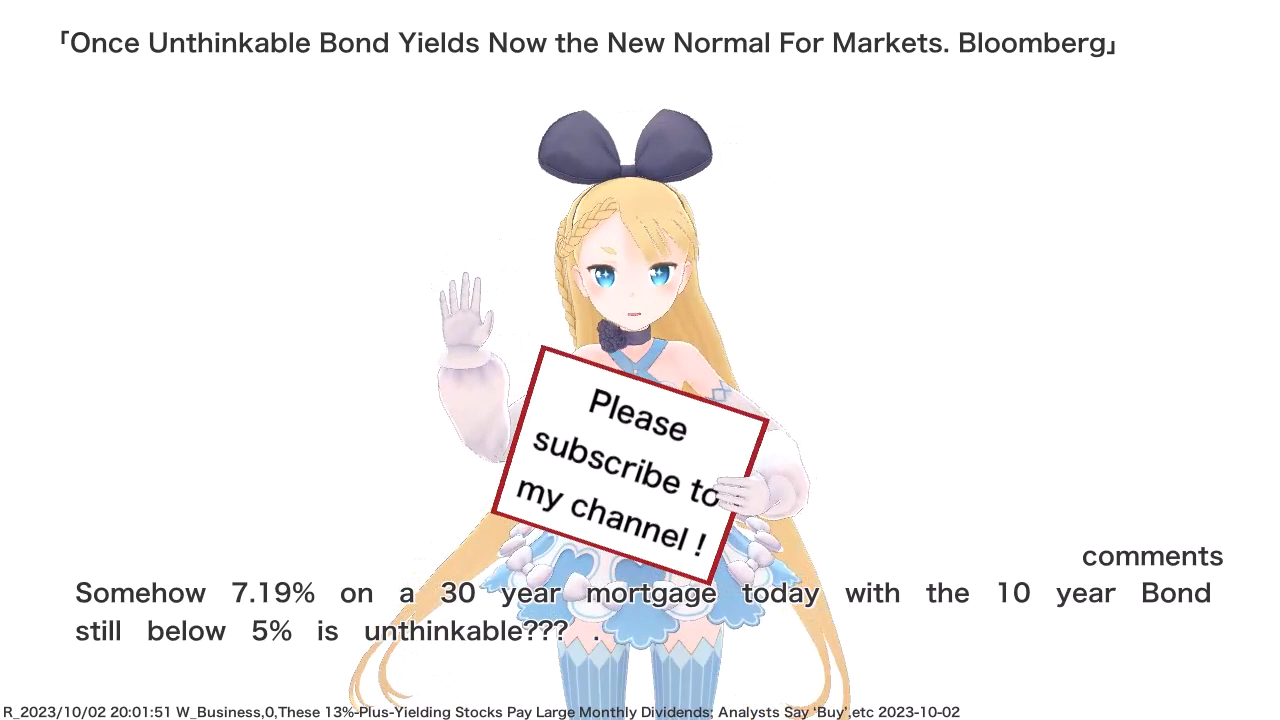 「Once Unthinkable Bond Yields Now the New Normal For Markets. Bloomberg」
Please
subscribe to
my channel !
comments
Somehow 7.19% on a 30 year mortgage today with the 10 year Bond
still below 5% is unthinkable??? .
R_2023/10/02 20:01:51 W_Business,0,These 13%-Plus-Yielding Stocks Pay Large Monthly Dividends; Analysts Say ‘Buy’,etc 2023-10-02